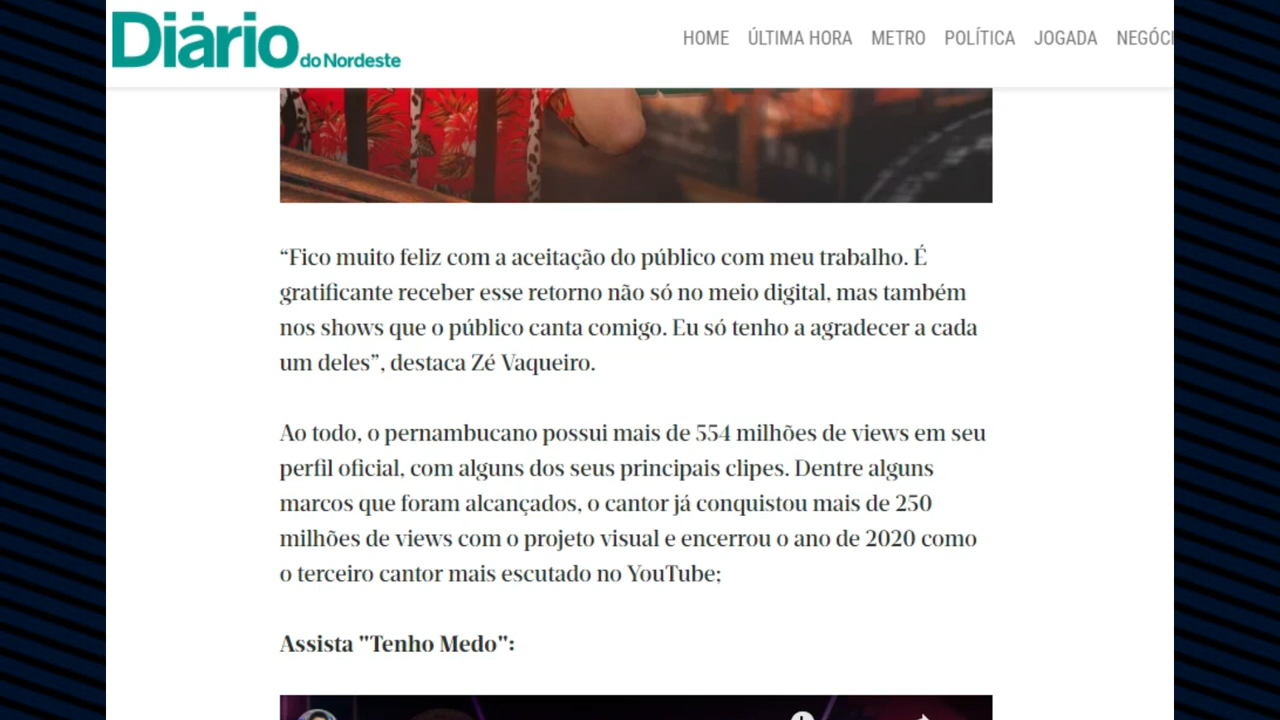 Diário do Nordeste
HOME ÚLTIMA HORA METRO POLÍTICA JOGADA NEGÓCI
“Fico muito feliz com a aceitação do público com meu trabalho. É
gratificante receber esse retorno não só no meio digital, mas também
nos shows que o público canta comigo. Eu só tenho a agradecer a cada
um deles”, destaca Zé Vaqueiro.
Ao todo, o pernambucano possui mais de 554 milhões de views em seu
perfil oficial, com alguns dos seus principais clipes. Dentre alguns
marcos que foram alcançados, o cantor já conquistou mais de 250
milhões de views com o projeto visual e encerrou o ano de 2020 como
o terceiro cantor mais escutado no YouTube;
Assista "Tenho Medo":